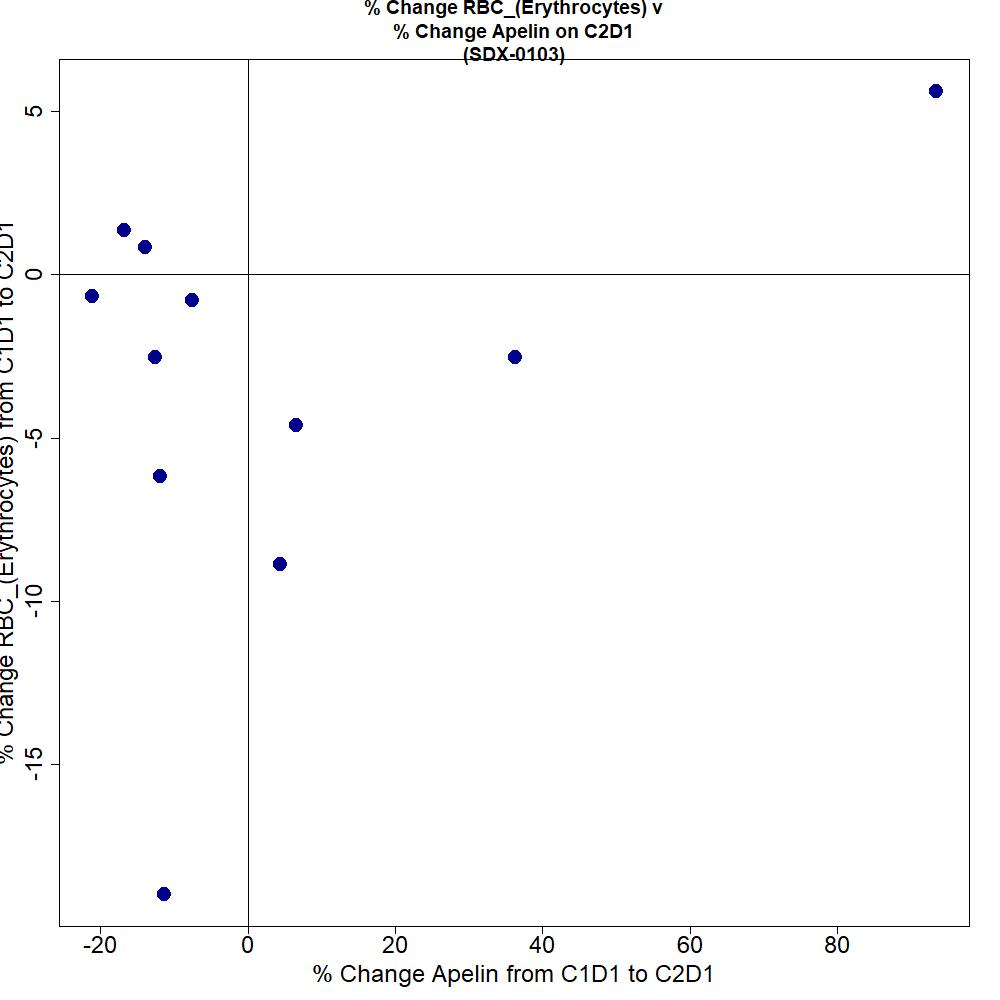 % Change RBC_(Erythrocytes) v
% Change Apelin on C2D1
(SDX-0103)
% Change RBC_(Erythrocytes) from C1D1 to C2D1
5
0
-5
-10
-15
-20
0
20
40
60
80
% Change Apelin from C1D1 to C2D1